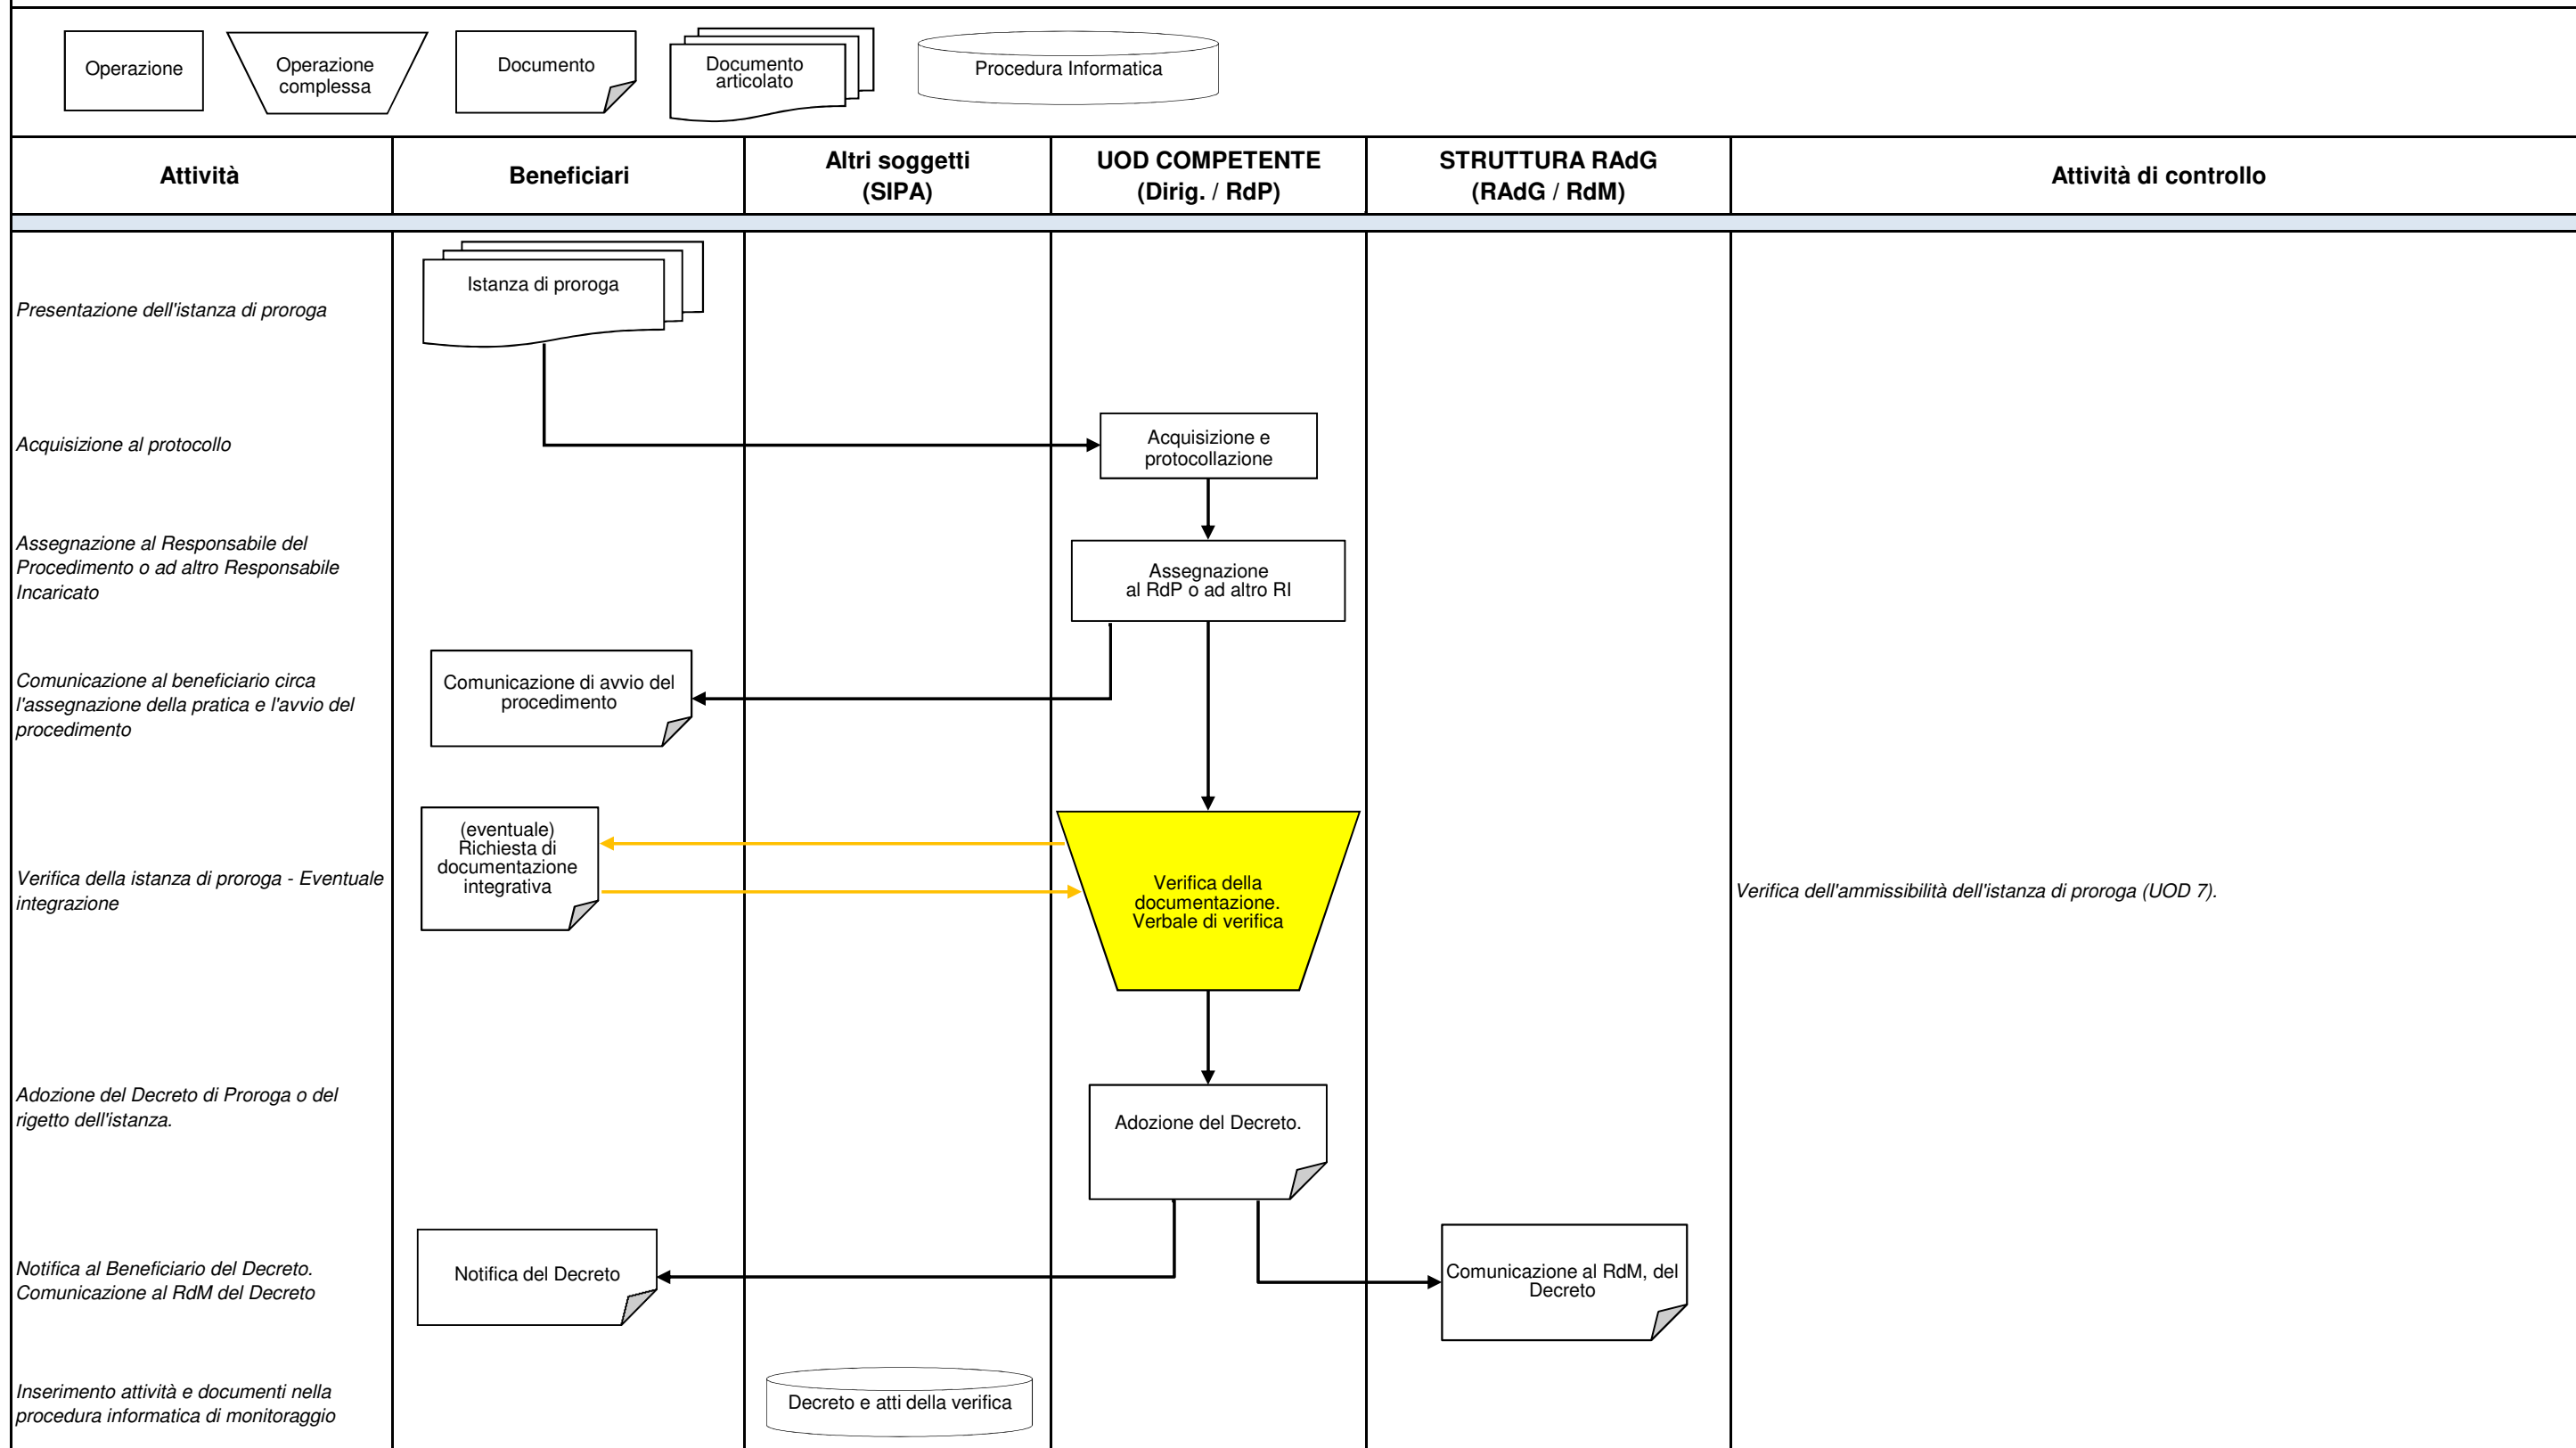 Operazione
Operazione
complessa
Documento
Documento
articolato
Procedura Informatica
Attività
Beneficiari
Altri soggetti
(SIPA)
UOD COMPETENTE
(Dirig. / RdP)
STRUTTURA RAdG
(RAdG / RdM)
Attività di controllo
Presentazione dell'istanza di proroga
Istanza di proroga
Acquisizione al protocollo
Acquisizione e
protocollazione
Assegnazione al Responsabile del
Procedimento o ad altro Responsabile
Incaricato
Assegnazione
al RdP o ad altro RI
Comunicazione al beneficiario circa
l'assegnazione della pratica e l'avvio del
procedimento
Comunicazione di avvio del
procedimento
Verifica della istanza di proroga - Eventuale
integrazione
(eventuale)
Richiesta di
documentazione
integrativa
Verifica della
documentazione.
Verbale di verifica
Verifica dell'ammissibilità dell'istanza di proroga (UOD 7).
Adozione del Decreto di Proroga o del
rigetto dell'istanza.
Adozione del Decreto.
Notifica al Beneficiario del Decreto.
Comunicazione al RdM del Decreto
Notifica del Decreto
Comunicazione al RdM, del
Decreto
Inserimento attività e documenti nella
procedura informatica di monitoraggio
Decreto e atti della verifica